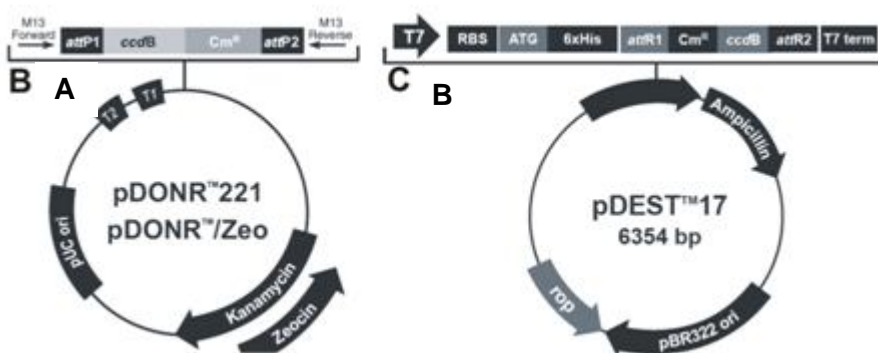 M13
Forward
attP1 ccdB Cmᴿ attP2
M13
Reverse
B A
T2 T1
pDONR™221
pDONR™/Zeo
pUC ori
Kanamycin
Zeocin
T7 RBS ATG 6xHis attR1 Cmᴿ ccdB attR2 T7 term
C B
Ampicillin
pDEST™17
6354 bp
rop
pBR322 ori